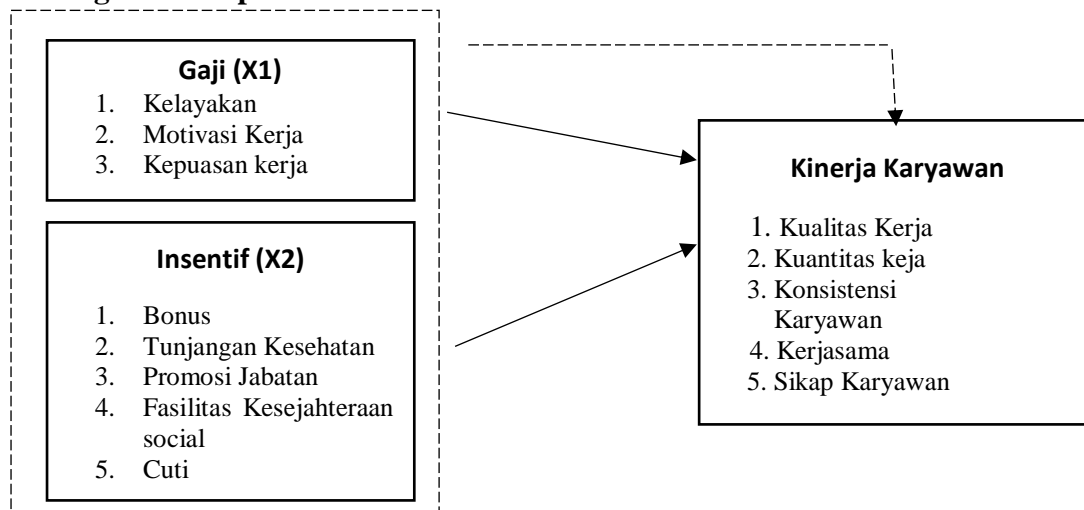 Gaji (X1)
1. Kelayakan
2. Motivasi Kerja
3. Kepuasan kerja
Insentif (X2)
1. Bonus
2. Tunjangan Kesehatan
3. Promosi Jabatan
4. Fasilitas Kesejahteraan
social
5. Cuti
Kinerja Karyawan
1. Kualitas Kerja
2. Kuantitas keja
3. Konsistensi
Karyawan
4. Kerjasama
5. Sikap Karyawan